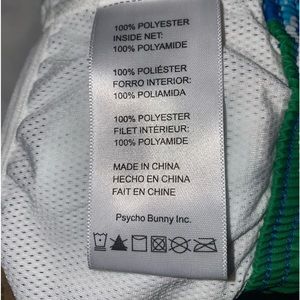 100% POLYESTER
INSIDE NET:
100% POLYAMIDE
100% POLIÉSTER
FORRO INTERIOR:
100% POLIAMIDA
100% POLYESTER
FILET INTÉRIEUR:
100% POLYAMIDE
MADE IN CHINA
HECHO EN CHINA
FAIT EN CHINE
Psycho Bunny Inc.